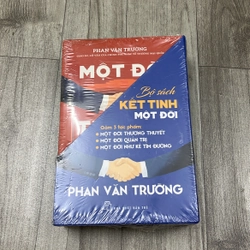 PHAN VĂN TRƯỜNG
MỘT ĐỜI
Bộ sách
KẾT TINH
MỘT ĐỜI
Gồm 3 tác phẩm
MỘT ĐỜI THƯƠNG THUYẾT
MỘT ĐỜI QUẢN TRỊ
MỘT ĐỜI NHƯ KẺ TÌM ĐƯỜNG
PHAN VĂN TRƯỜNG